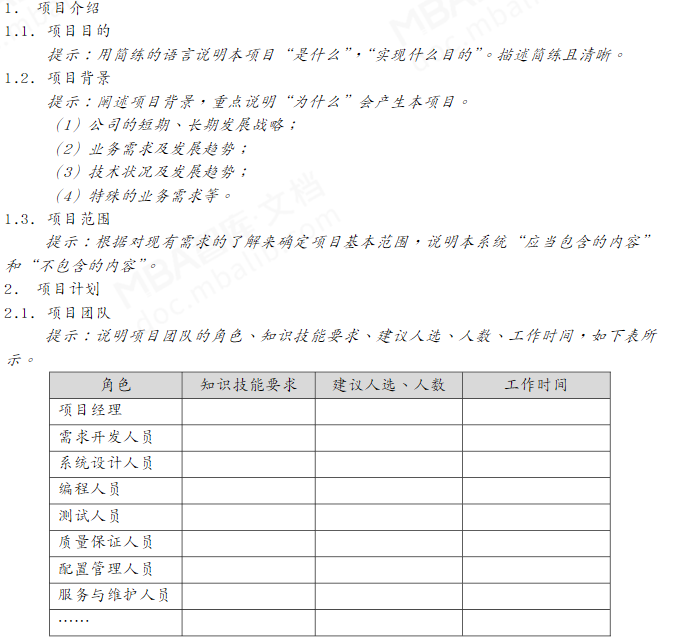 1. 项目介绍
1.1. 项目目的
提示：用简练的语言说明本项目“是什么”，“实现什么目的”。描述简练且清晰。
1.2. 项目背景
提示：阐述项目背景，重点说明“为什么”会产生本项目。
（1）公司的短期、长期发展战略；
（2）业务需求及发展趋势；
（3）技术状况及发展趋势；
（4）特殊的业务需求等。
1.3. 项目范围
提示：根据对现有需求的了解来确定项目基本范围，说明本系统“应当包含的内容”
和“不包含的内容”。
2. 项目计划
2.1. 项目团队
提示：说明项目团队的角色、知识技能要求、建议人选、人数、工作时间，如下表所
示。
角色 知识技能要求 建议人选、人数 工作时间
项目经理
需求开发人员
系统设计人员
编程人员
测试人员
质量保证人员
配置管理人员
服务与维护人员
……
MBA智库·文档
doc.mbalib.com